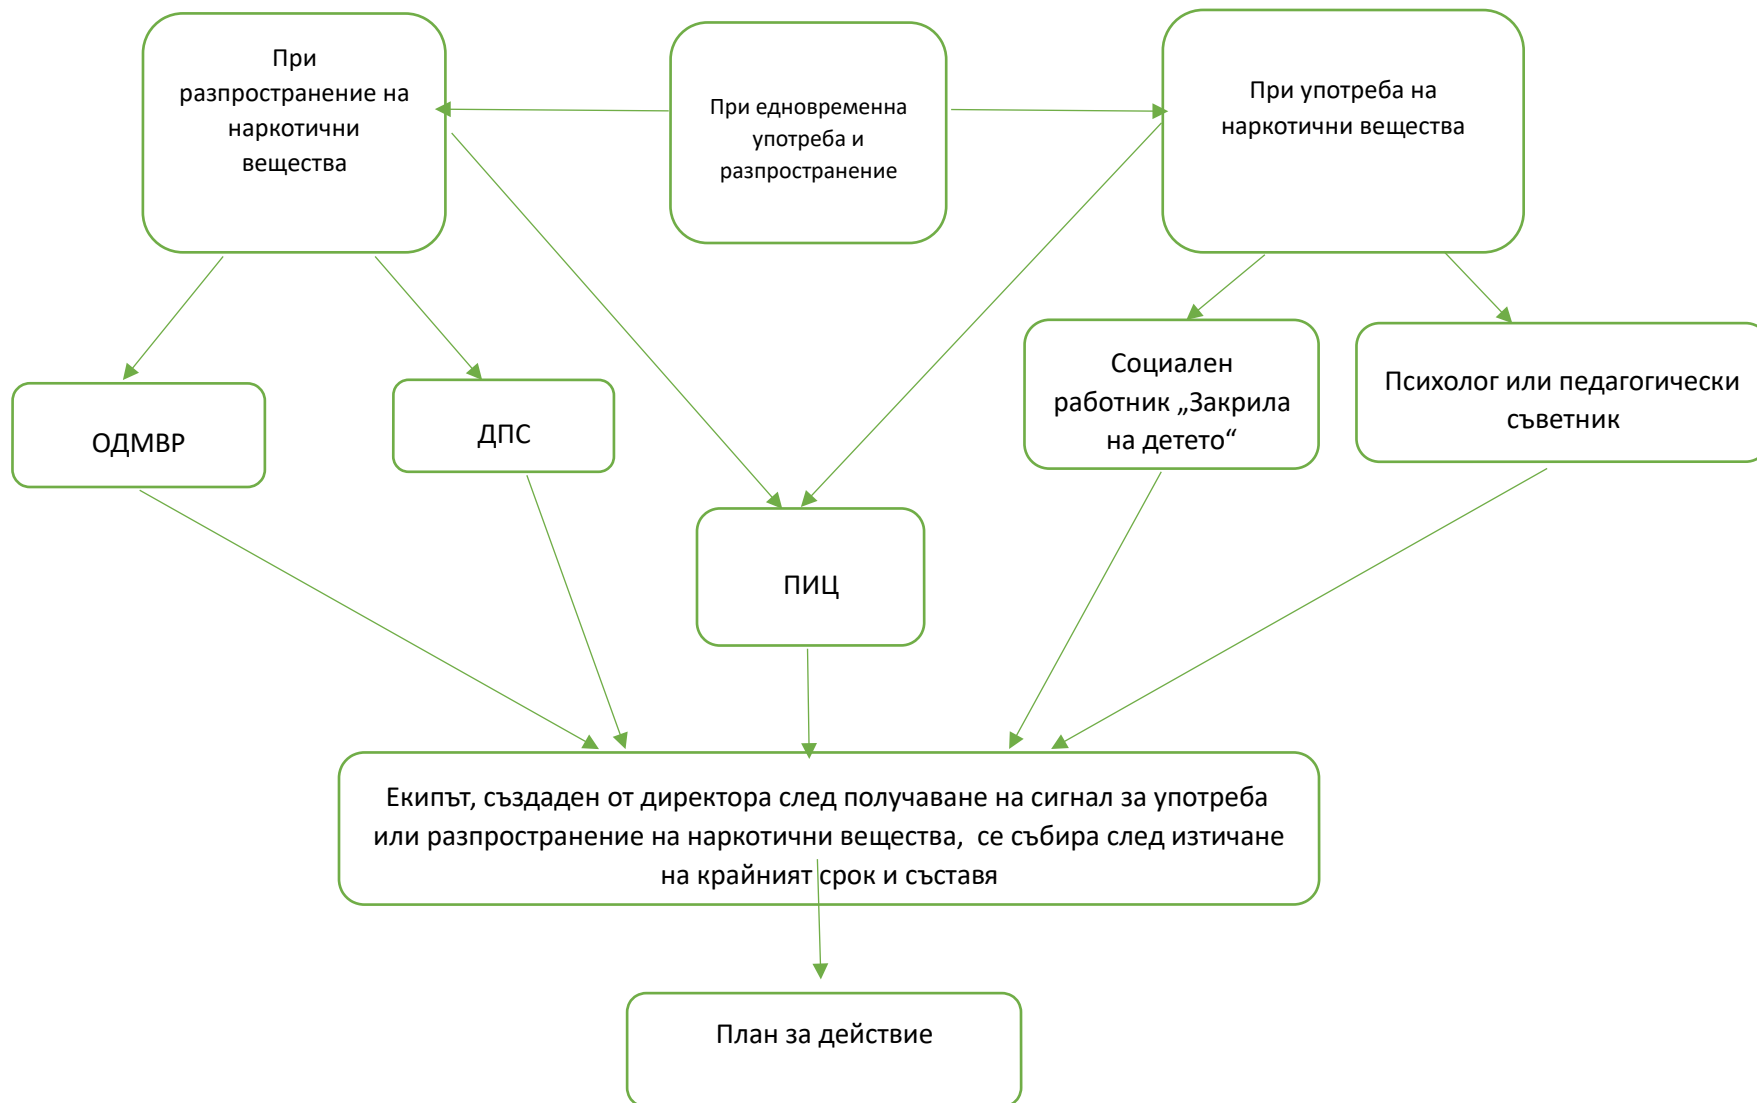 При
разпространение на
наркотични
вещества
При едновременна
употреба и
разпространение
При употреба на
наркотични вещества
ОДМВР
ДПС
Социален
работник „Закрила
на детето“
Психолог или педагогически
съветник
ПИЦ
Екипът, създаден от директора след получаване на сигнал за употреба
или разпространение на наркотични вещества, се събира след изтичане
на крайният срок и съставя
План за действие